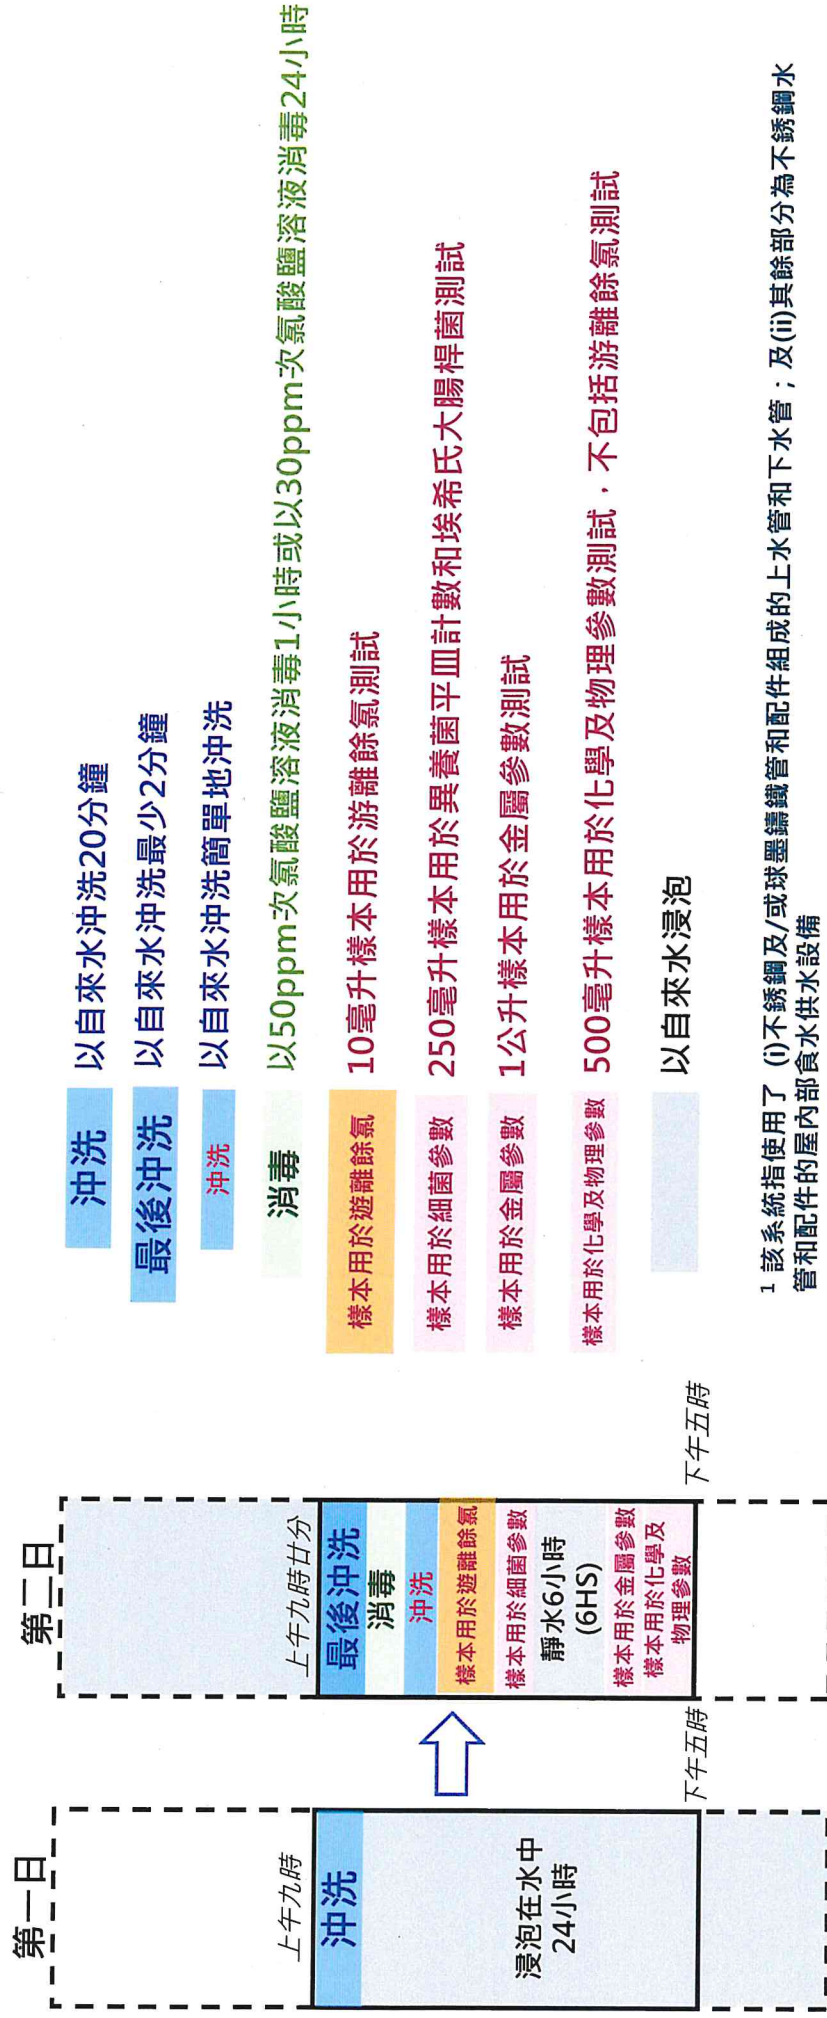 第一日
上午九時
沖洗
浸泡在水中
24小時
下午五時
第二日
上午九時廿分
最後沖洗
消毒
沖洗
樣本用於遊離餘氯
樣本用於細菌參數
靜水6小時
(6HS)
樣本用於金屬參數
樣本用於化學及
物理參數
下午五時
沖洗 以自來水沖洗20分鐘
最後沖洗 以自來水沖洗最少2分鐘
沖洗 以自來水沖洗簡單地沖洗
消毒 以50ppm次氯酸鹽溶液消毒1小時或以30ppm次氯酸鹽溶液消毒24小時
樣本用於遊離餘氯 10毫升樣本用於游離餘氯測試
樣本用於細菌參數 250毫升樣本用於異養菌平皿計數和埃希氏大腸桿菌測試
樣本用於金屬參數 1公升樣本用於金屬參數測試
樣本用於化學及物理參數 500毫升樣本用於化學及物理參數測試，不包括游離餘氯測試
以自來水浸泡
1 該系統指使用了 (i)不銹鋼及/或球墨鑄鐵管和配件組成的上水管和下水管；及(ii)其餘部分為不銹鋼水
管和配件的屋內部食水供水設備